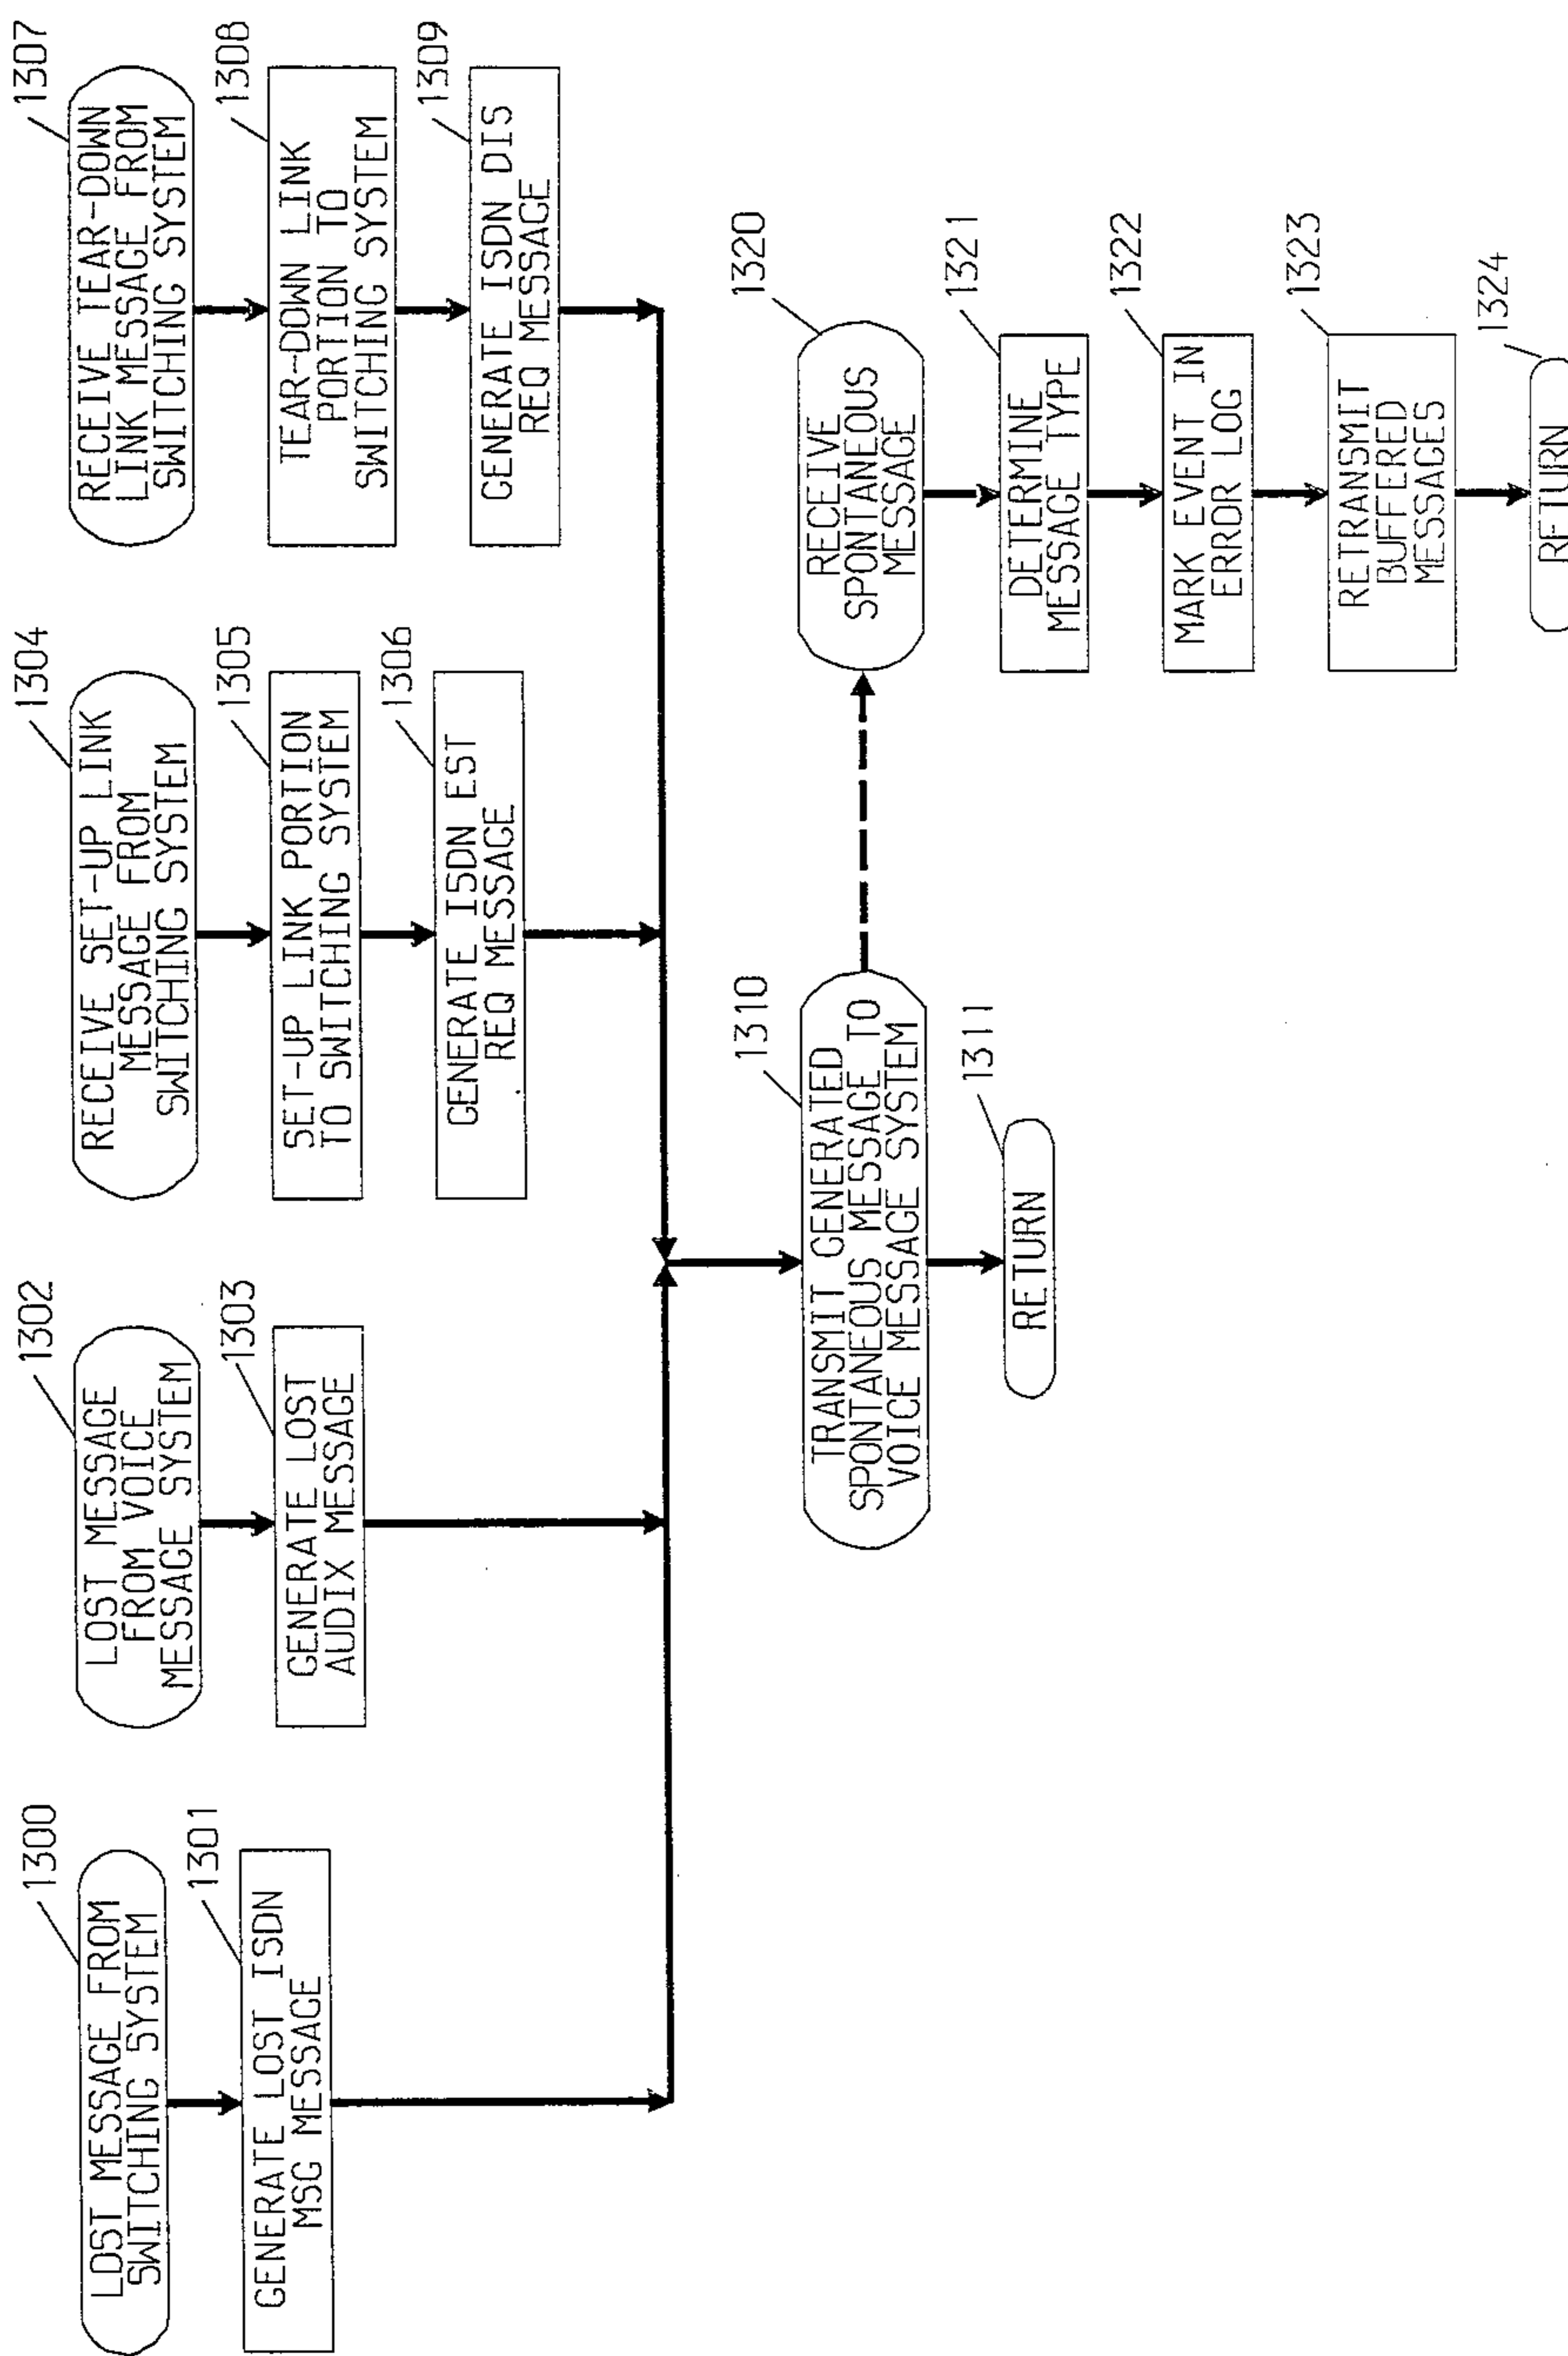 1300
LOST MESSAGE FROM
SWITCHING SYSTEM
1301
GENERATE LOST ISDN
MSG MESSAGE
1302
LOST MESSAGE
FROM VOICE
MESSAGE SYSTEM
1303
GENERATE LOST
AUDIX MESSAGE
1304
RECEIVE SET-UP LINK
MESSAGE FROM
SWITCHING SYSTEM
1305
SET-UP LINK PORTION
TO SWITCHING SYSTEM
1306
GENERATE ISDN EST
REQ MESSAGE
1307
RECEIVE TEAR-DOWN
LINK MESSAGE FROM
SWITCHING SYSTEM
1308
TEAR-DOWN LINK
PORTION TO
SWITCHING SYSTEM
1309
GENERATE ISDN DIS
REQ MESSAGE
1310
TRANSMIT GENERATED
SPONTANEOUS MESSAGE TO
VOICE MESSAGE SYSTEM
1311
RETURN
1320
RECEIVE
SPONTANEOUS
MESSAGE
1321
DETERMINE
MESSAGE TYPE
1322
MARK EVENT IN
ERROR LOG
1323
RETRANSMIT
BUFFERED
MESSAGES
1324
RETURN